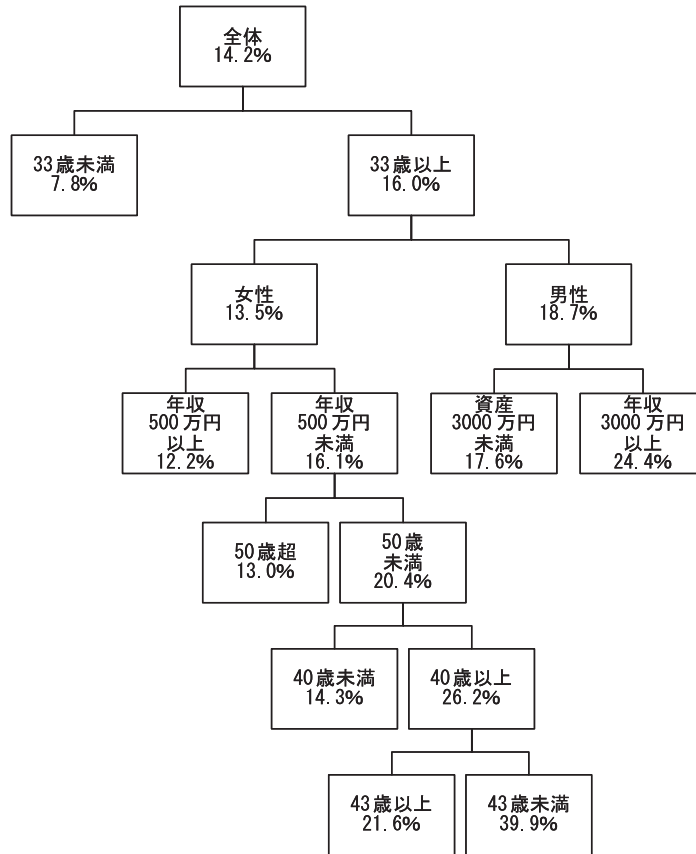 全体
14.2%
33歳未満
7.8%
33歳以上
16.0%
女性
13.5%
男性
18.7%
年収
500万円
以上
12.2%
年収
500万円
未満
16.1%
資産
3000万円
未満
17.6%
年収
3000万円
以上
24.4%
50歳超
13.0%
50歳
未満
20.4%
40歳未満
14.3%
40歳以上
26.2%
43歳以上
21.6%
43歳未満
39.9%